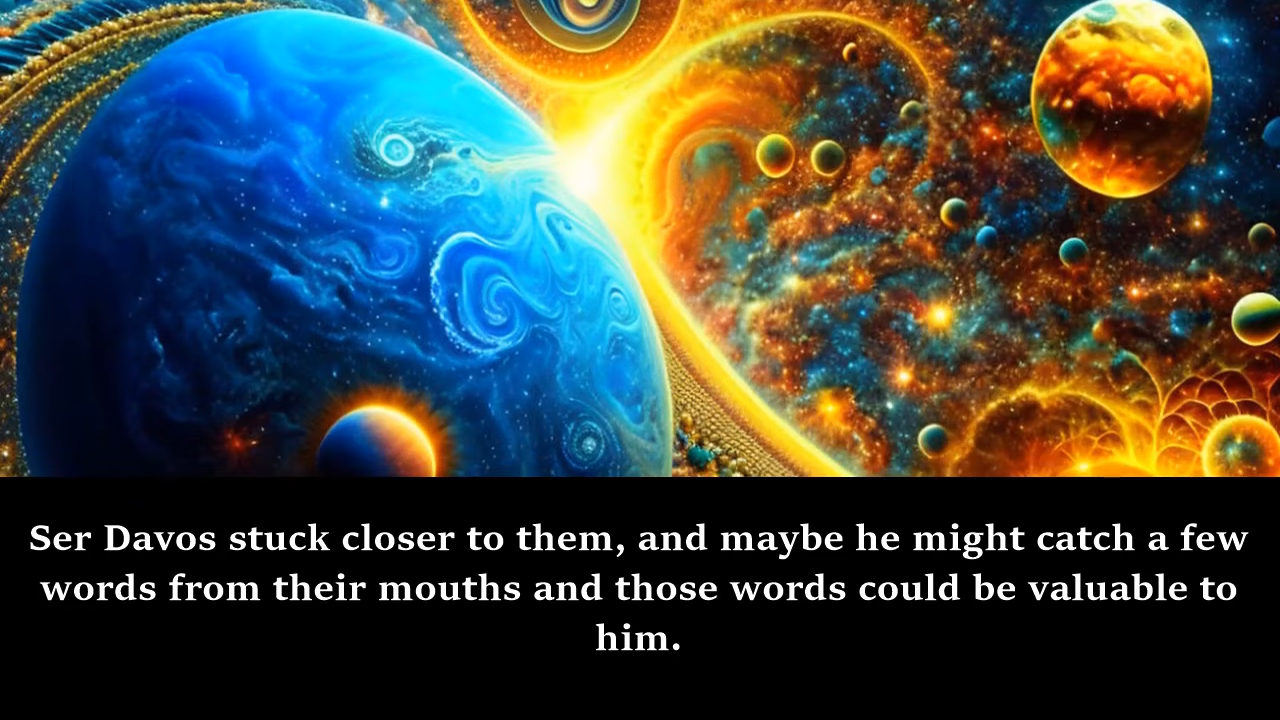 Ser Davos stuck closer to them, and maybe he might catch a few
words from their mouths and those words could be valuable to
him.